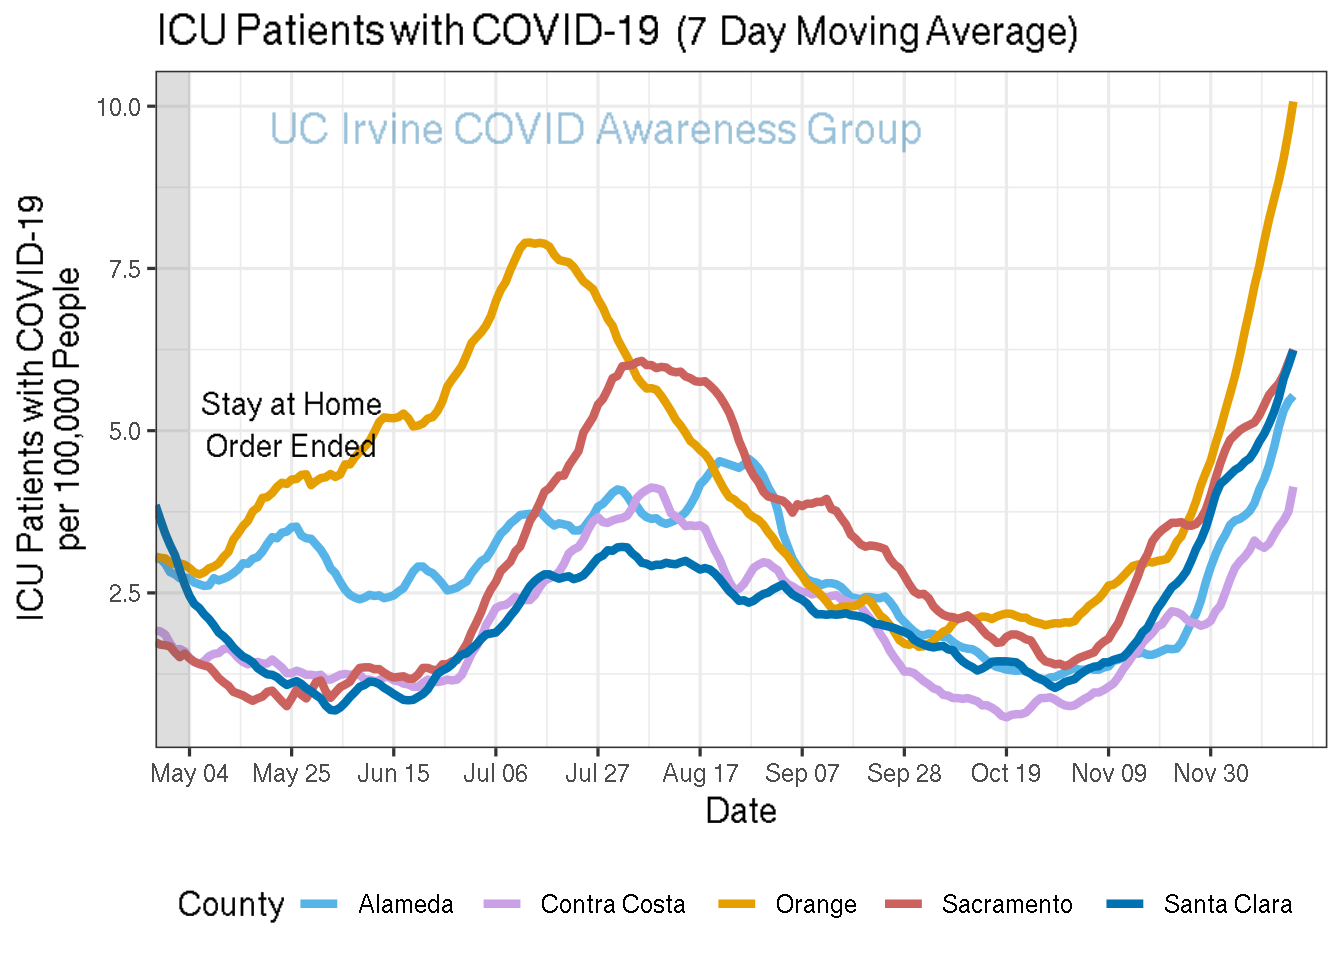 ICU Patients with COVID-19 (7 Day Moving Average)
UC Irvine COVID Awareness Group
10.0
7.5
5.0
2.5
ICU Patients with COVID-19
per 100,000 People
Stay at Home
Order Ended
May 04 May 25 Jun 15 Jul 06 Jul 27 Aug 17 Sep 07 Sep 28 Oct 19 Nov 09 Nov 30
Date
County Alameda Contra Costa Orange Sacramento Santa Clara